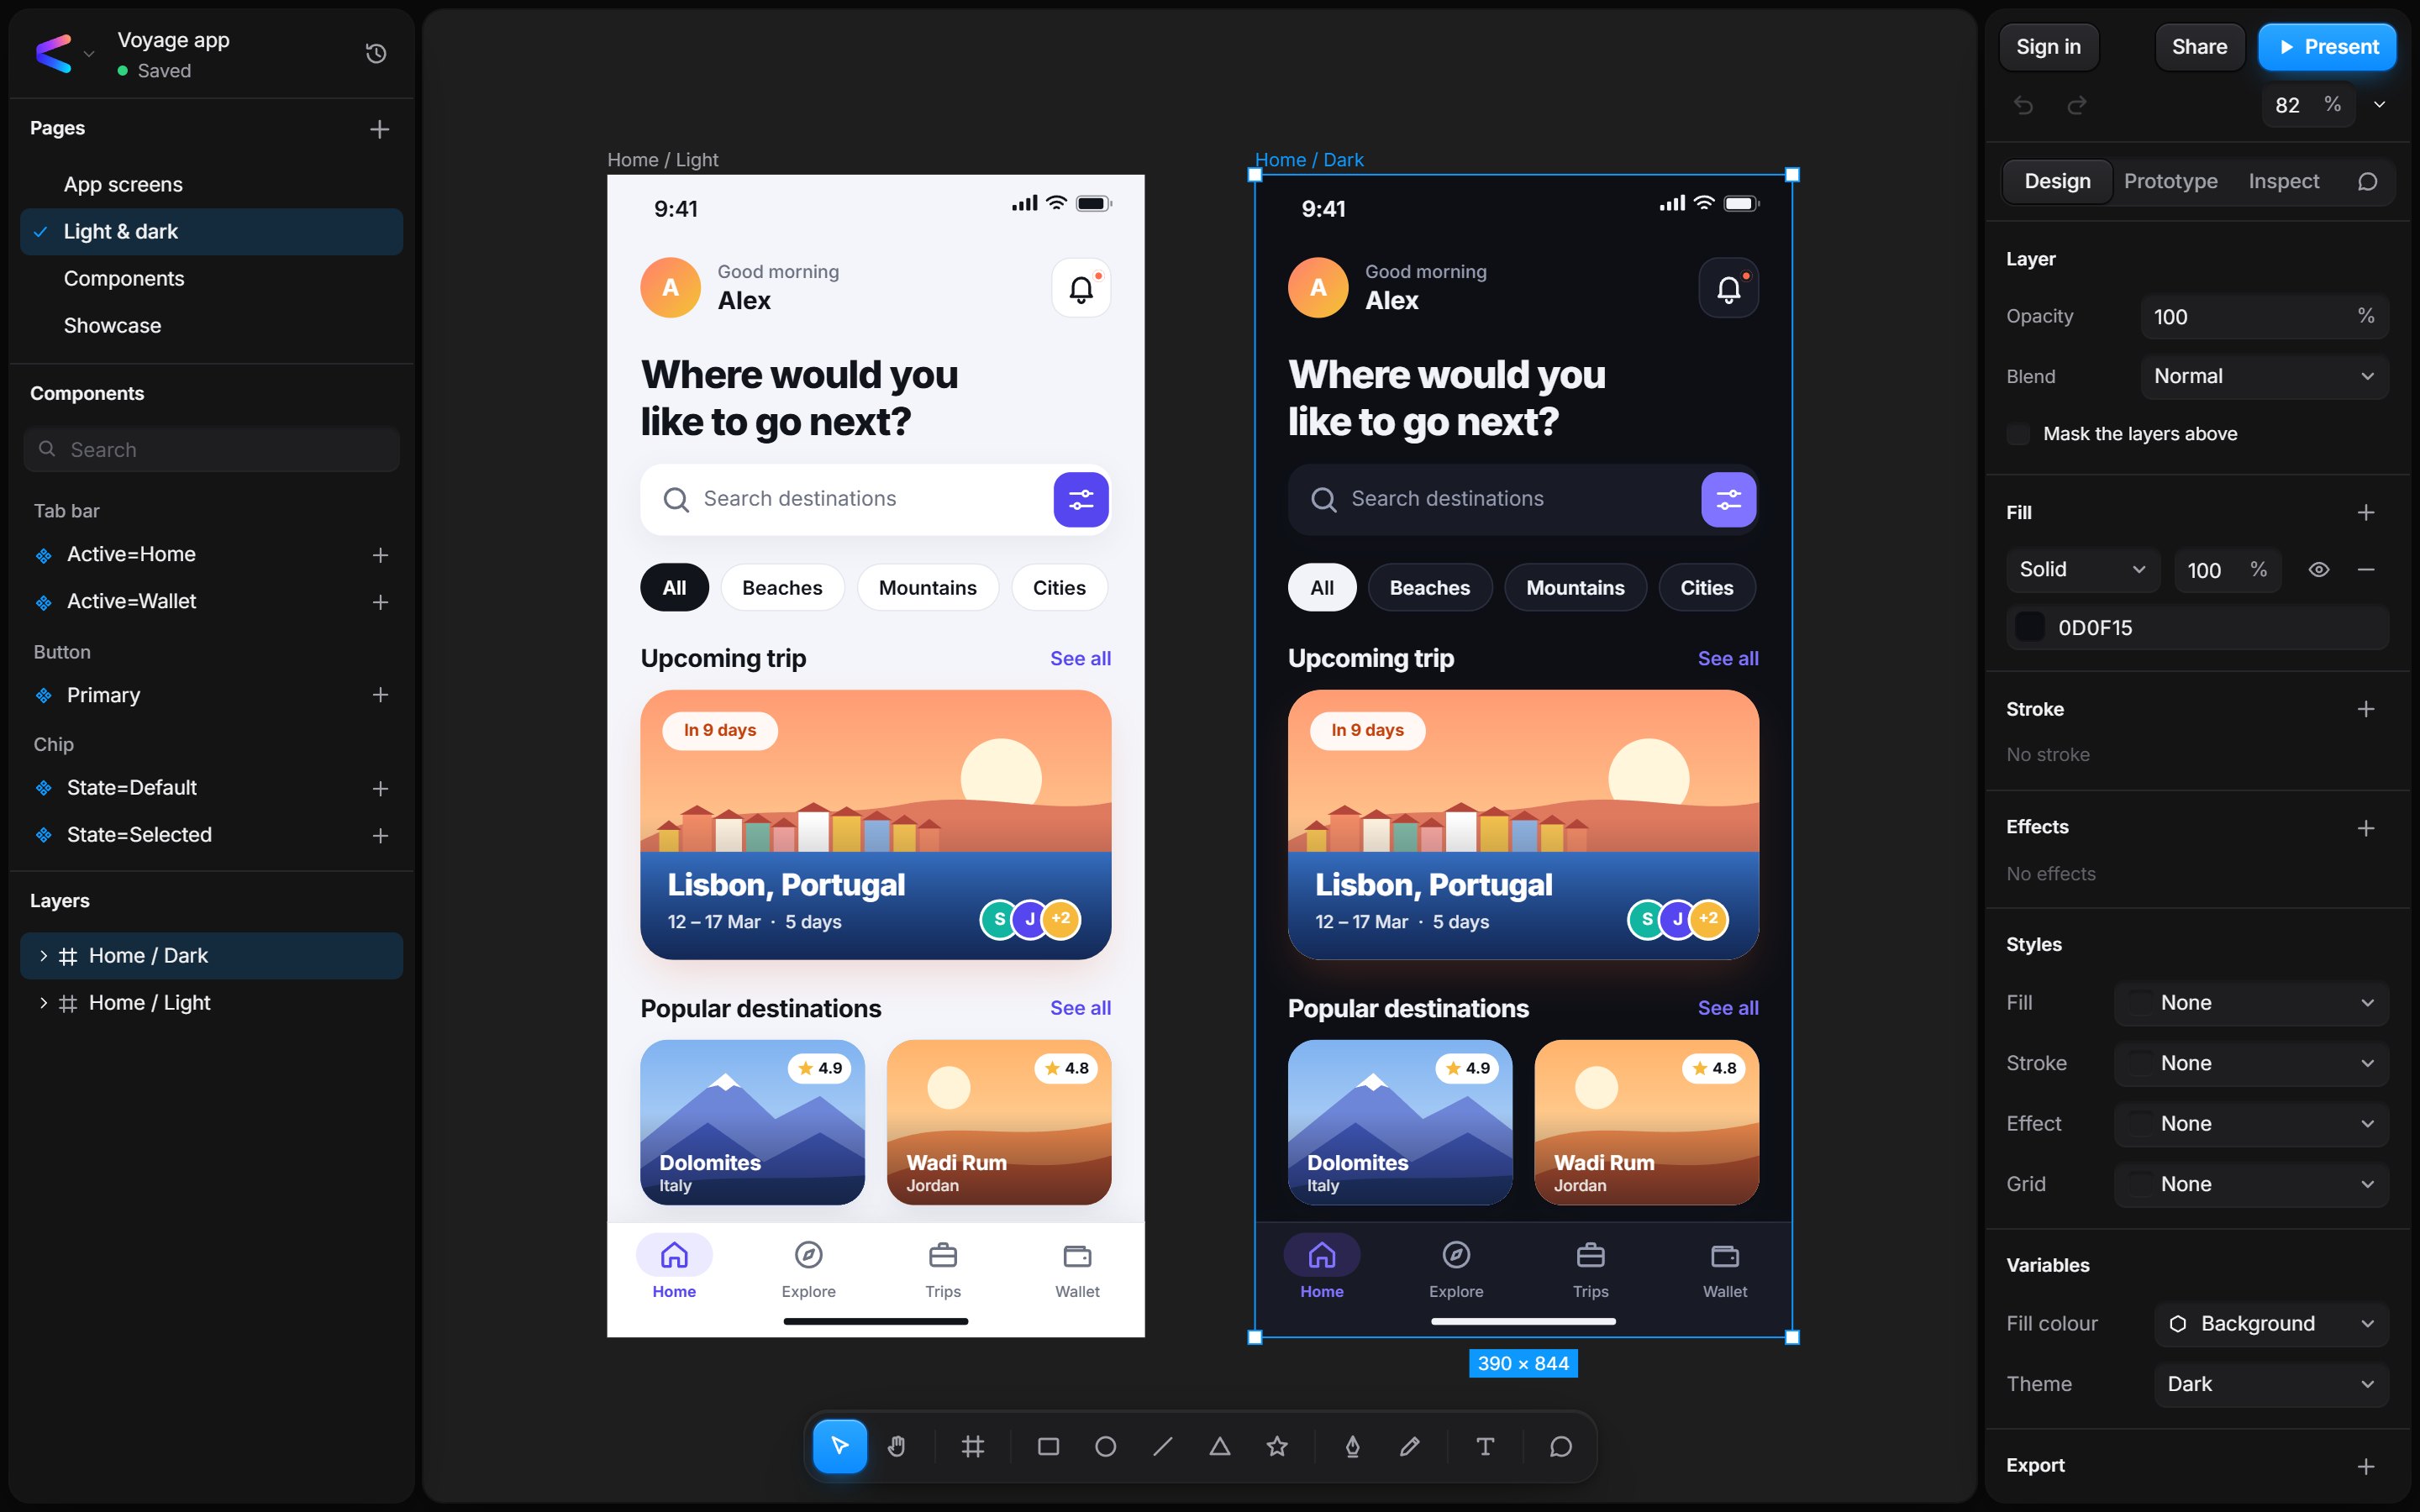 Voyage app
Saved
Pages
App screens
Light & dark
Components
Showcase
Components
Search
Tab bar
Active=Home
Active=Wallet
Button
Primary
Chip
State=Default
State=Selected
Layers
Home / Dark
Home / Light
Home / Light
9:41
A
Good morning
Alex
Where would you
like to go next?
Search destinations
All Beaches Mountains Cities
Upcoming trip See all
In 9 days
Lisbon, Portugal
12 – 17 Mar · 5 days
S J +2
Popular destinations See all
4.9 4.8
Dolomites Wadi Rum
Italy Jordan
Home Explore Trips Wallet
Home / Dark
9:41
A
Good morning
Alex
Where would you
like to go next?
Search destinations
All Beaches Mountains Cities
Upcoming trip See all
In 9 days
Lisbon, Portugal
12 – 17 Mar · 5 days
S J +2
Popular destinations See all
4.9 4.8
Dolomites Wadi Rum
Italy Jordan
Home Explore Trips Wallet
390 × 844
Sign in Share Present
82 %
Design Prototype Inspect
Layer
Opacity 100 %
Blend Normal
Mask the layers above
Fill
Solid 100 %
0D0F15
Stroke
No stroke
Effects
No effects
Styles
Fill None
Stroke None
Effect None
Grid None
Variables
Fill colour Background
Theme Dark
Export